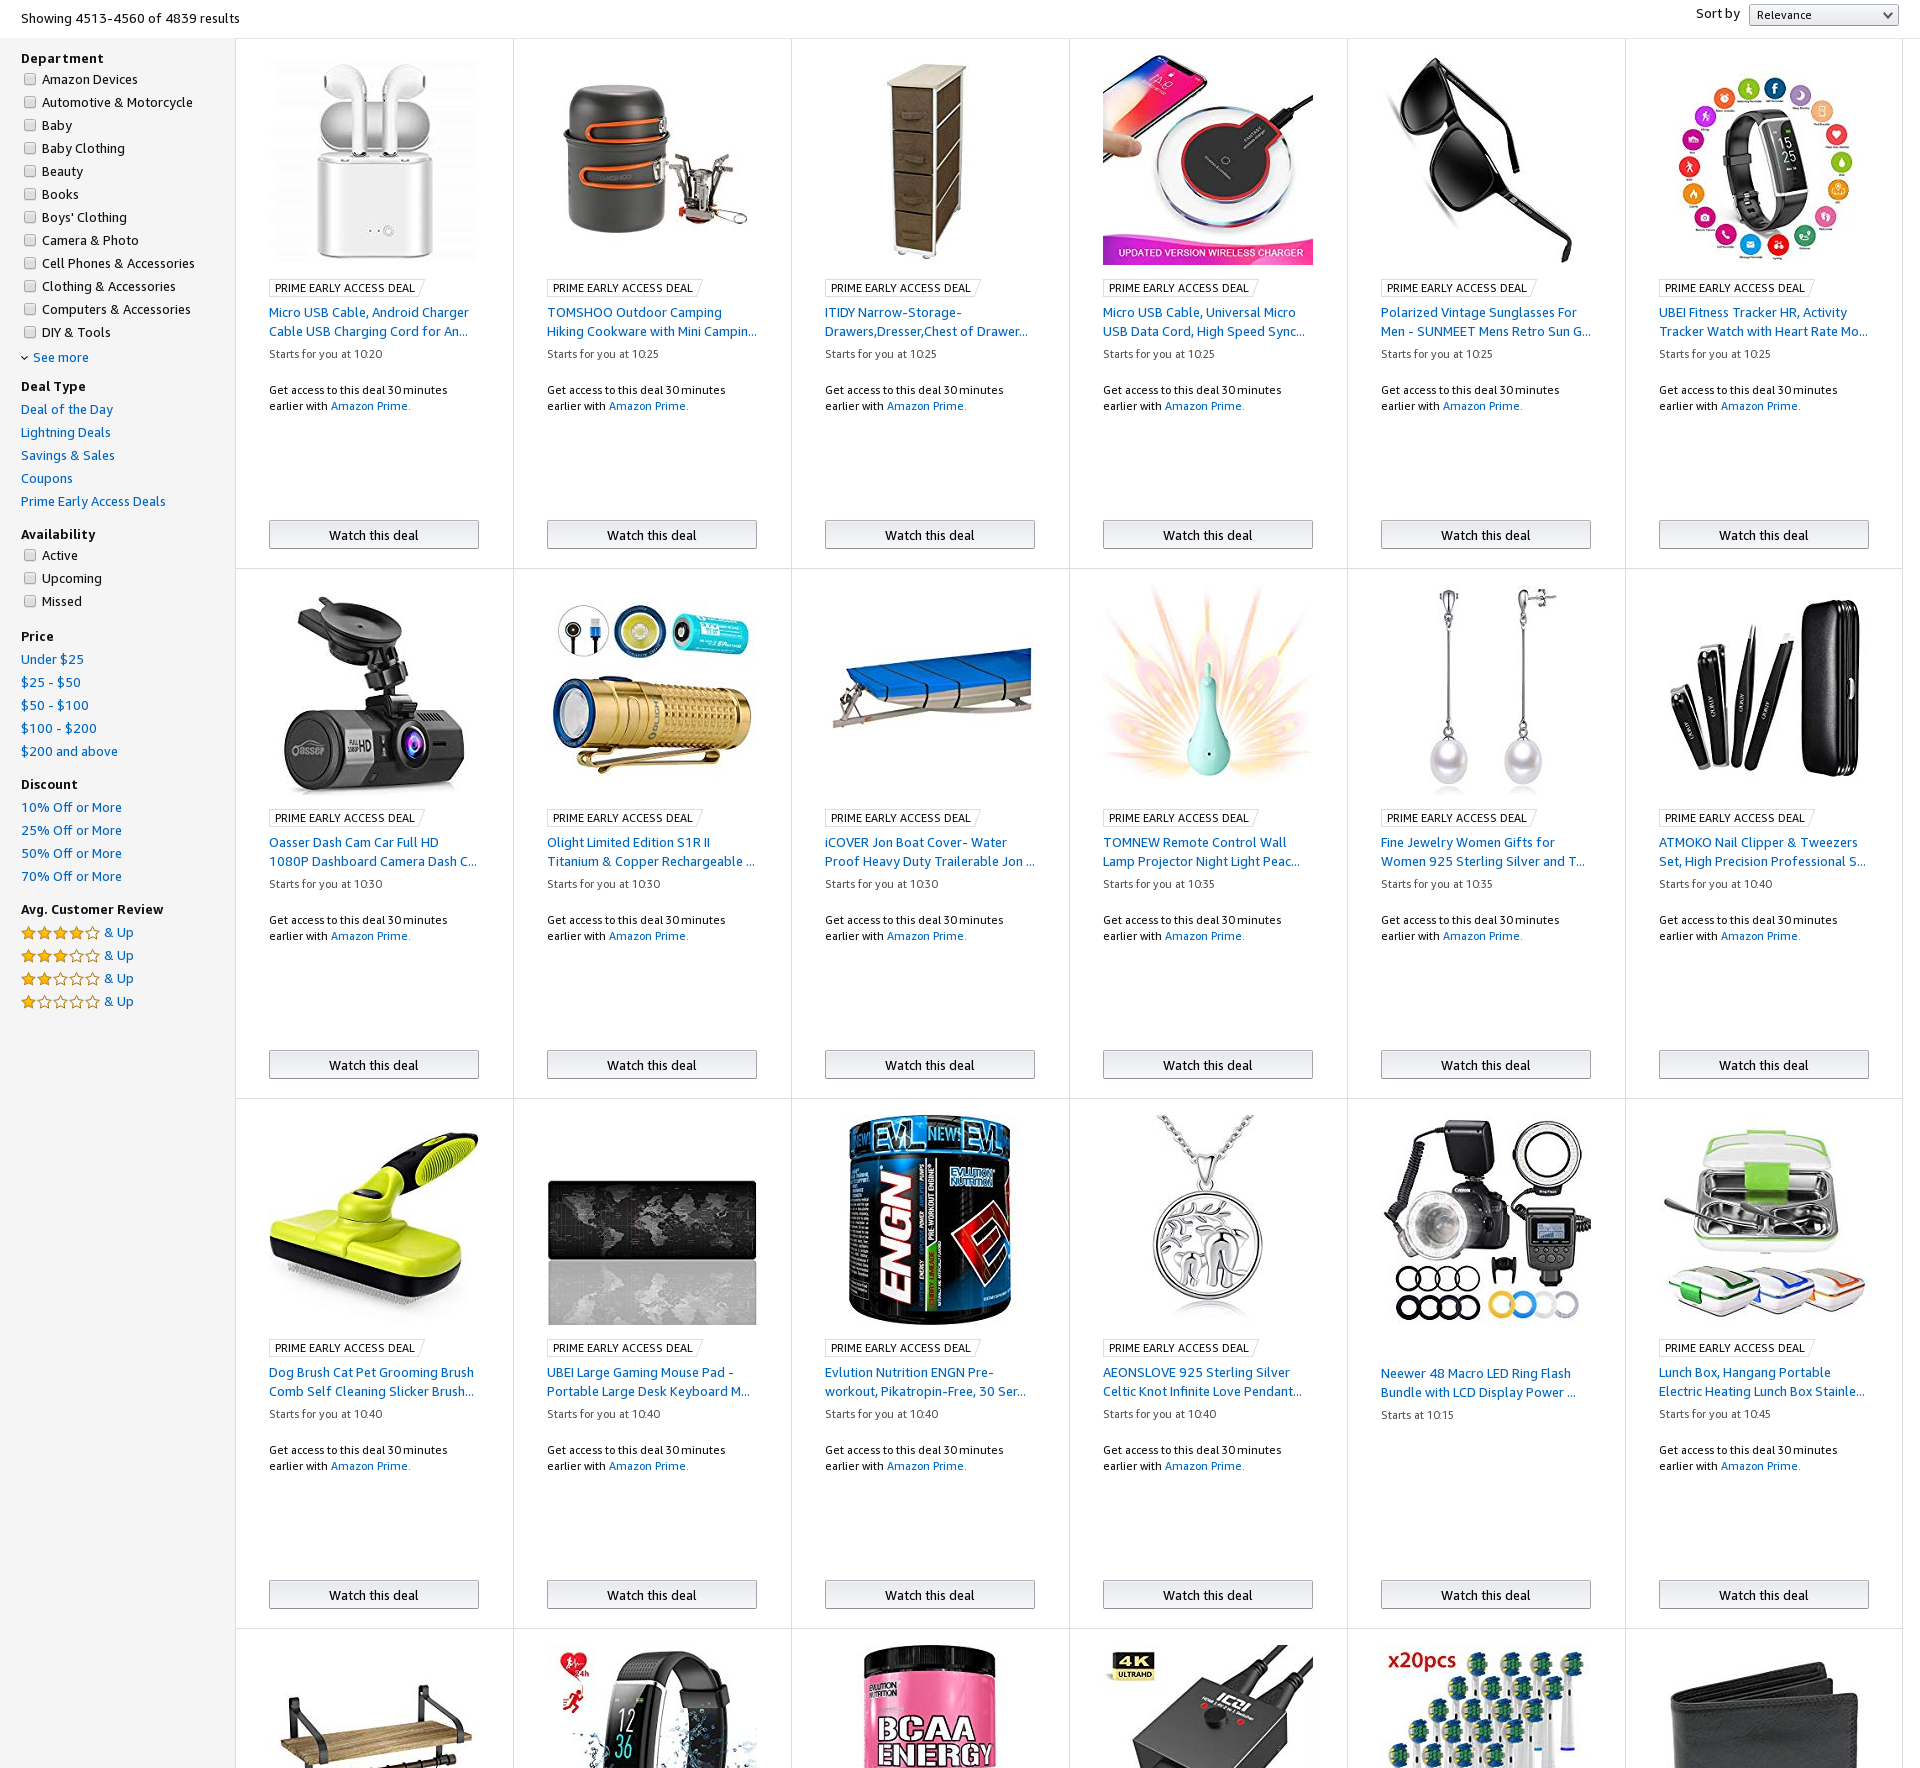 Showing 4513-4560 of 4839 results
Sort by
Relevance
Department
Amazon Devices
Automotive & Motorcycle
Baby
Baby Clothing
Beauty
Books
Boys' Clothing
Camera & Photo
Cell Phones & Accessories
Clothing & Accessories
Computers & Accessories
DIY & Tools
See more
Deal Type
Deal of the Day
Lightning Deals
Savings & Sales
Coupons
Prime Early Access Deals
Availability
Active
Upcoming
Missed
Price
Under $25
$25 - $50
$50 - $100
$100 - $200
$200 and above
Discount
10% Off or More
25% Off or More
50% Off or More
70% Off or More
Avg. Customer Review
& Up
& Up
& Up
& Up
PRIME EARLY ACCESS DEAL
Micro USB Cable, Android Charger
Cable USB Charging Cord for An...
Starts for you at 10:20
Get access to this deal 30 minutes
earlier with Amazon Prime.
Watch this deal
PRIME EARLY ACCESS DEAL
TOMSHOO Outdoor Camping
Hiking Cookware with Mini Campin...
Starts for you at 10:25
Get access to this deal 30 minutes
earlier with Amazon Prime.
Watch this deal
PRIME EARLY ACCESS DEAL
ITIDY Narrow-Storage-
Drawers,Dresser,Chest of Drawer...
Starts for you at 10:25
Get access to this deal 30 minutes
earlier with Amazon Prime.
Watch this deal
UPDATED VERSION WIRELESS CHARGER
PRIME EARLY ACCESS DEAL
Micro USB Cable, Universal Micro
USB Data Cord, High Speed Sync...
Starts for you at 10:25
Get access to this deal 30 minutes
earlier with Amazon Prime.
Watch this deal
PRIME EARLY ACCESS DEAL
Polarized Vintage Sunglasses For
Men - SUNMEET Mens Retro Sun G...
Starts for you at 10:25
Get access to this deal 30 minutes
earlier with Amazon Prime.
Watch this deal
15
25
PRIME EARLY ACCESS DEAL
UBEI Fitness Tracker HR, Activity
Tracker Watch with Heart Rate Mo...
Starts for you at 10:25
Get access to this deal 30 minutes
earlier with Amazon Prime.
Watch this deal
Oasser
FULL HD
1080P
PRIME EARLY ACCESS DEAL
Oasser Dash Cam Car Full HD
1080P Dashboard Camera Dash C...
Starts for you at 10:30
Get access to this deal 30 minutes
earlier with Amazon Prime.
Watch this deal
OLIGHT
PRIME EARLY ACCESS DEAL
Olight Limited Edition S1R II
Titanium & Copper Rechargeable ...
Starts for you at 10:30
Get access to this deal 30 minutes
earlier with Amazon Prime.
Watch this deal
PRIME EARLY ACCESS DEAL
iCOVER Jon Boat Cover- Water
Proof Heavy Duty Trailerable Jon ...
Starts for you at 10:30
Get access to this deal 30 minutes
earlier with Amazon Prime.
Watch this deal
PRIME EARLY ACCESS DEAL
TOMNEW Remote Control Wall
Lamp Projector Night Light Peac...
Starts for you at 10:35
Get access to this deal 30 minutes
earlier with Amazon Prime.
Watch this deal
PRIME EARLY ACCESS DEAL
Fine Jewelry Women Gifts for
Women 925 Sterling Silver and T...
Starts for you at 10:35
Get access to this deal 30 minutes
earlier with Amazon Prime.
Watch this deal
PRIME EARLY ACCESS DEAL
ATMOKO Nail Clipper & Tweezers
Set, High Precision Professional S...
Starts for you at 10:40
Get access to this deal 30 minutes
earlier with Amazon Prime.
Watch this deal
PRIME EARLY ACCESS DEAL
Dog Brush Cat Pet Grooming Brush
Comb Self Cleaning Slicker Brush...
Starts for you at 10:40
Get access to this deal 30 minutes
earlier with Amazon Prime.
Watch this deal
PRIME EARLY ACCESS DEAL
UBEI Large Gaming Mouse Pad -
Portable Large Desk Keyboard M...
Starts for you at 10:40
Get access to this deal 30 minutes
earlier with Amazon Prime.
Watch this deal
NEW! EVL NEW! EVL
EVLUTION
NUTRITION
ENGN
PRE-WORKOUT ENGINE
PRIME EARLY ACCESS DEAL
Evlution Nutrition ENGN Pre-
workout, Pikatropin-Free, 30 Ser...
Starts for you at 10:40
Get access to this deal 30 minutes
earlier with Amazon Prime.
Watch this deal
PRIME EARLY ACCESS DEAL
AEONSLOVE 925 Sterling Silver
Celtic Knot Infinite Love Pendant...
Starts for you at 10:40
Get access to this deal 30 minutes
earlier with Amazon Prime.
Watch this deal
Canon
Neewer 48 Macro LED Ring Flash
Bundle with LCD Display Power ...
Starts at 10:15
Watch this deal
PRIME EARLY ACCESS DEAL
Lunch Box, Hangang Portable
Electric Heating Lunch Box Stainle...
Starts for you at 10:45
Get access to this deal 30 minutes
earlier with Amazon Prime.
Watch this deal
24h
12
36
EVLUTION
NUTRITION
BCAA
ENERGY
4K
ULTRAHD
x20pcs